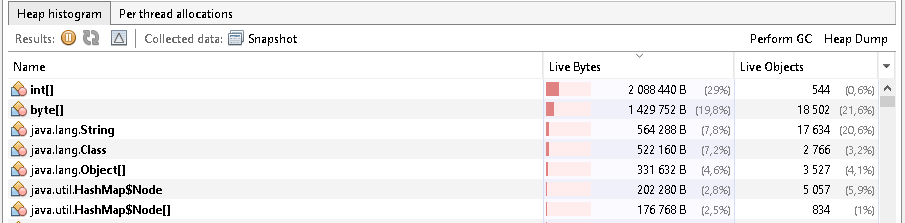 Heap histogram Per thread allocations
Results: Collected data: Snapshot Perform GC Heap Dump
Name Live Bytes Live Objects
int[] 2 088 440 B (29%) 544 (0,6%)
byte[] 1 429 752 B (19,8%) 18 502 (21,6%)
java.lang.String 564 288 B (7,8%) 17 634 (20,6%)
java.lang.Class 522 160 B (7,2%) 2 766 (3,2%)
java.lang.Object[] 331 632 B (4,6%) 3 527 (4,1%)
java.util.HashMap$Node 202 280 B (2,8%) 5 057 (5,9%)
java.util.HashMap$Node[] 176 768 B (2,5%) 834 (1%)